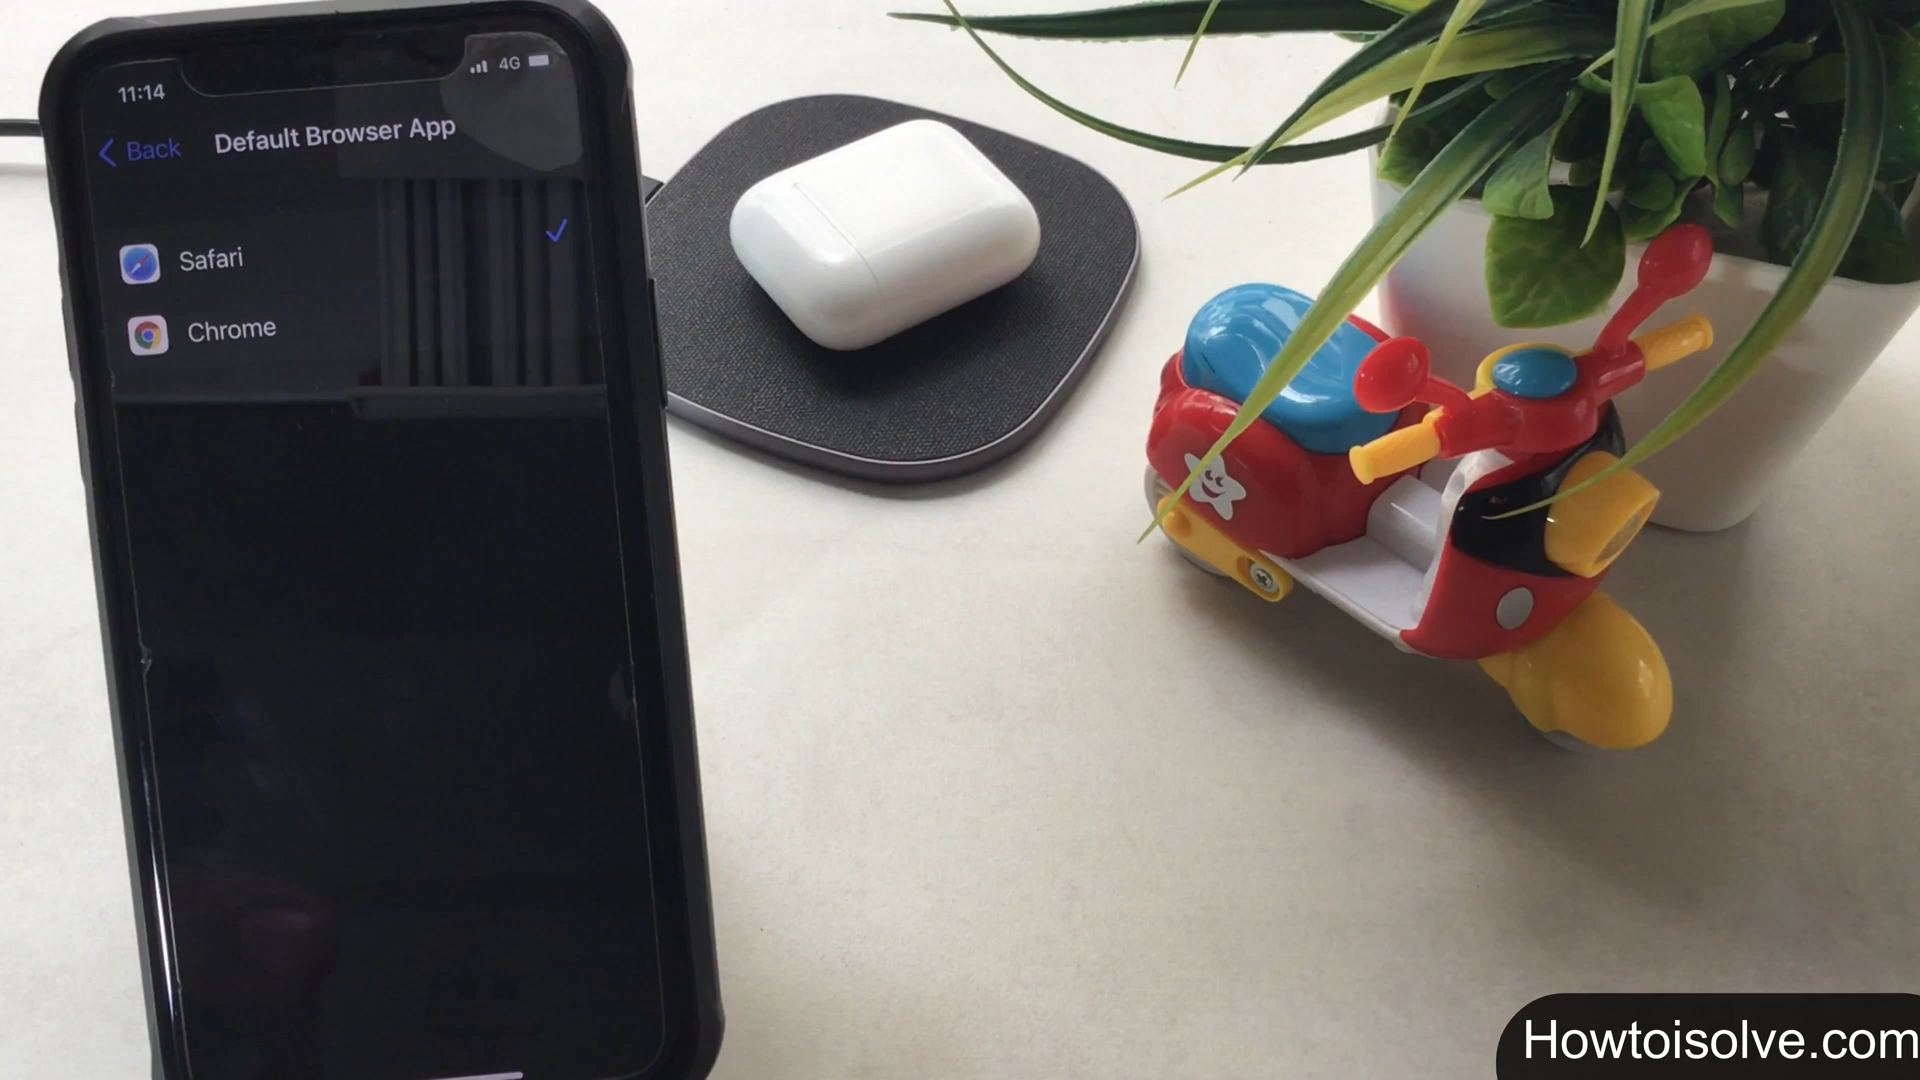 11:14
4G
Back
Default Browser App
Safari
Chrome
Howtoisolve.com